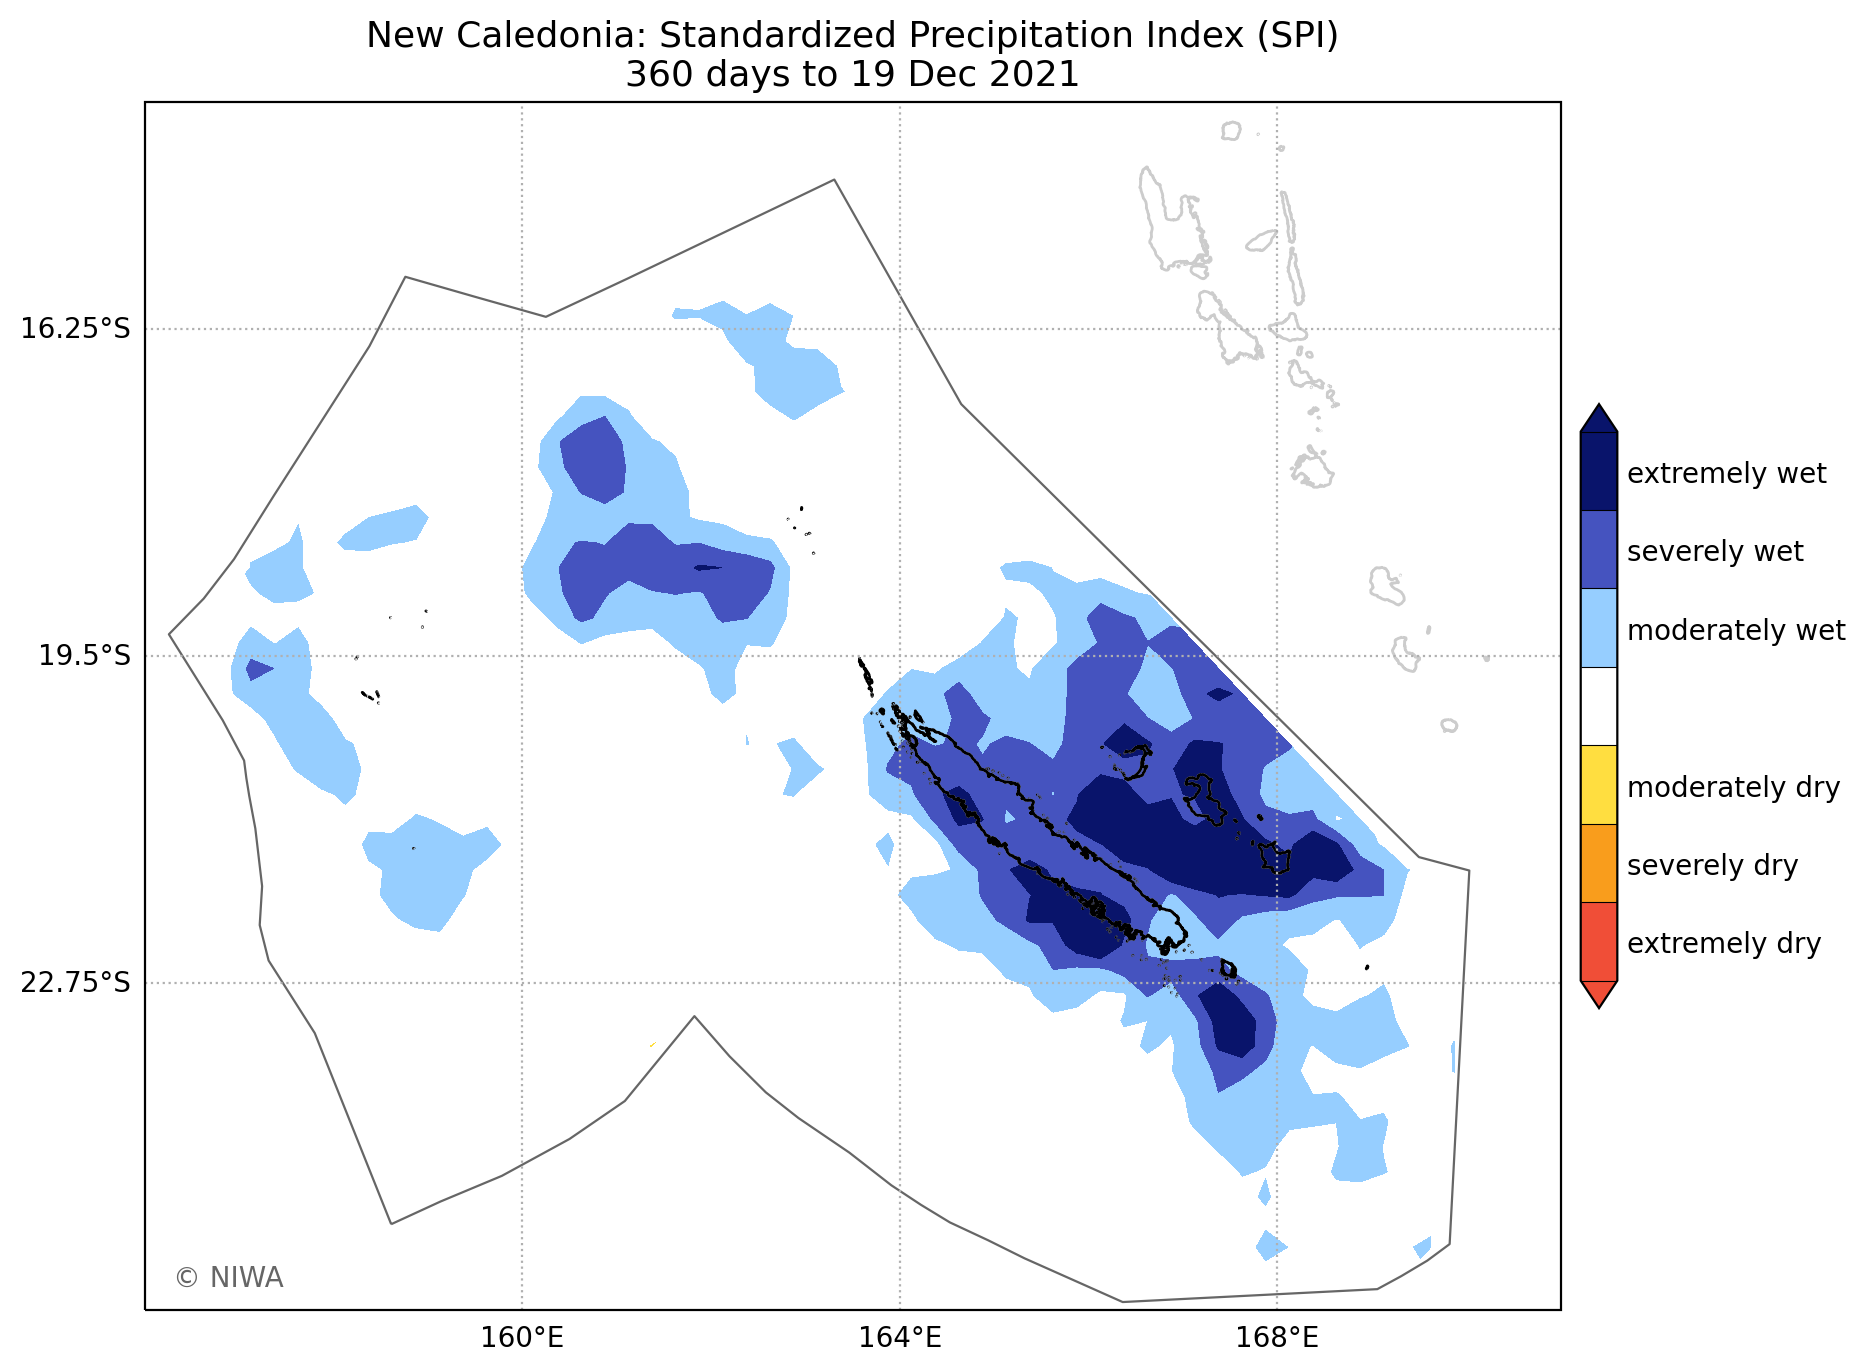 New Caledonia: Standardized Precipitation Index (SPI)
360 days to 19 Dec 2021
16.25°S
19.5°S
22.75°S
160°E
164°E
168°E
extremely wet
severely wet
moderately wet
moderately dry
severely dry
extremely dry
© NIWA